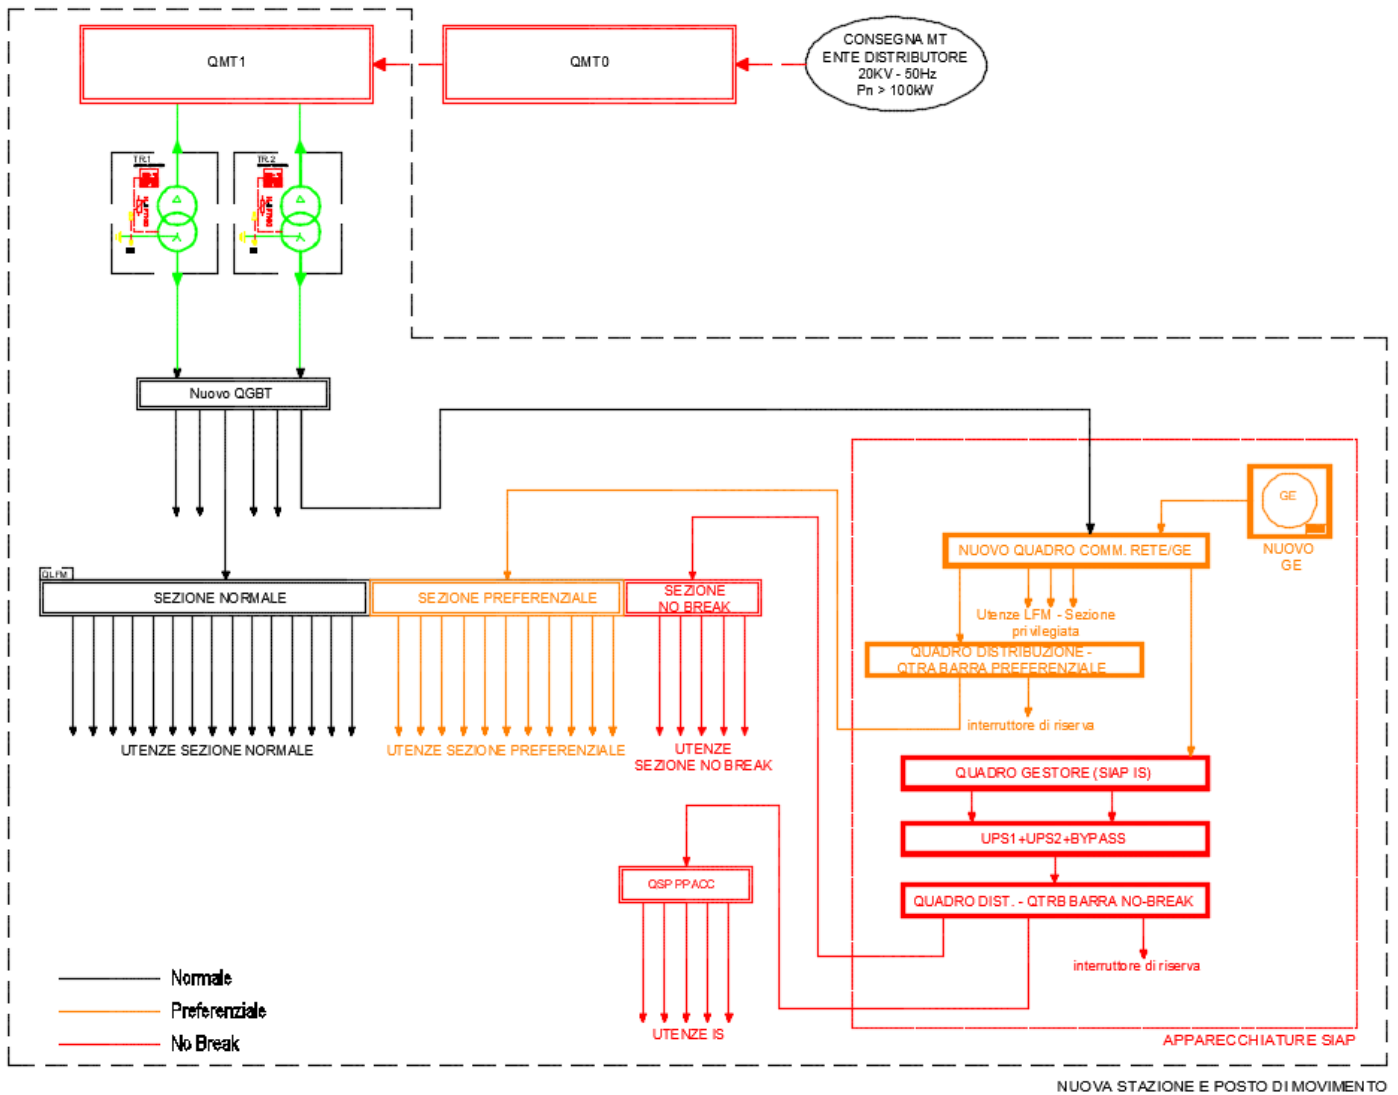 QMT1
QMT0
CONSEGNA MT
ENTE DISTRIBUTORE
20KV - 50Hz
Pn > 100kW
TR.1
TR.2
Nuovo QGBT
GE
NUOVO
GE
NUOVO QUADRO COMM. RETE/GE
QLFM
SEZIONE NORMALE
SEZIONE PREFERENZIALE
SEZIONE
NO BREAK
Utenze LFM - Sezione
privilegiata
QUADRO DISTRIBUZIONE -
QTRA BARRA PREFERENZIALE
interruttore di riserva
UTENZE SEZIONE NORMALE
UTENZE SEZIONE PREFERENZIALE
UTENZE
SEZIONE NO BREAK
QUADRO GESTORE (SIAP IS)
UPS1+UPS2+BYPASS
QSP PPACC
QUADRO DIST. - QTRB BARRA NO-BREAK
interruttore di riserva
UTENZE IS
Normale
Preferenziale
No Break
APPARECCHIATURE SIAP
NUOVA STAZIONE E POSTO DI MOVIMENTO